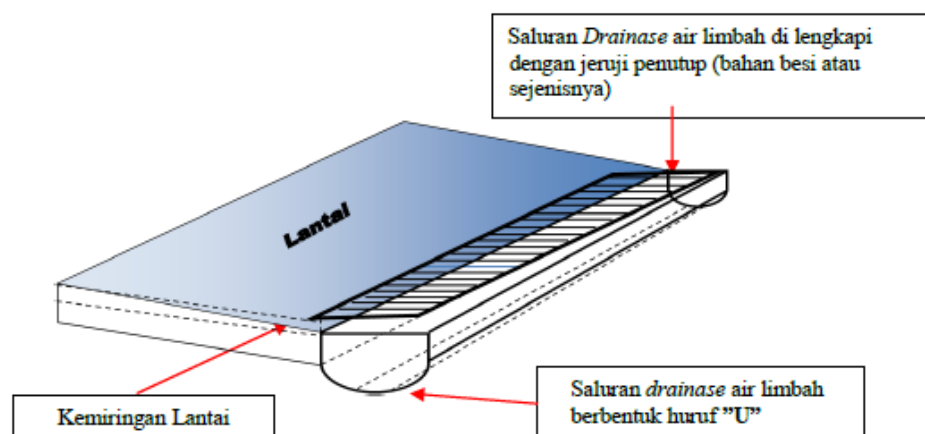 Saluran Drainase air limbah di lengkapi
dengan jeruji penutup (bahan besi atau
sejenisnya)
Lantai
Kemiringan Lantai
Saluran drainase air limbah
berbentuk huruf ”U”